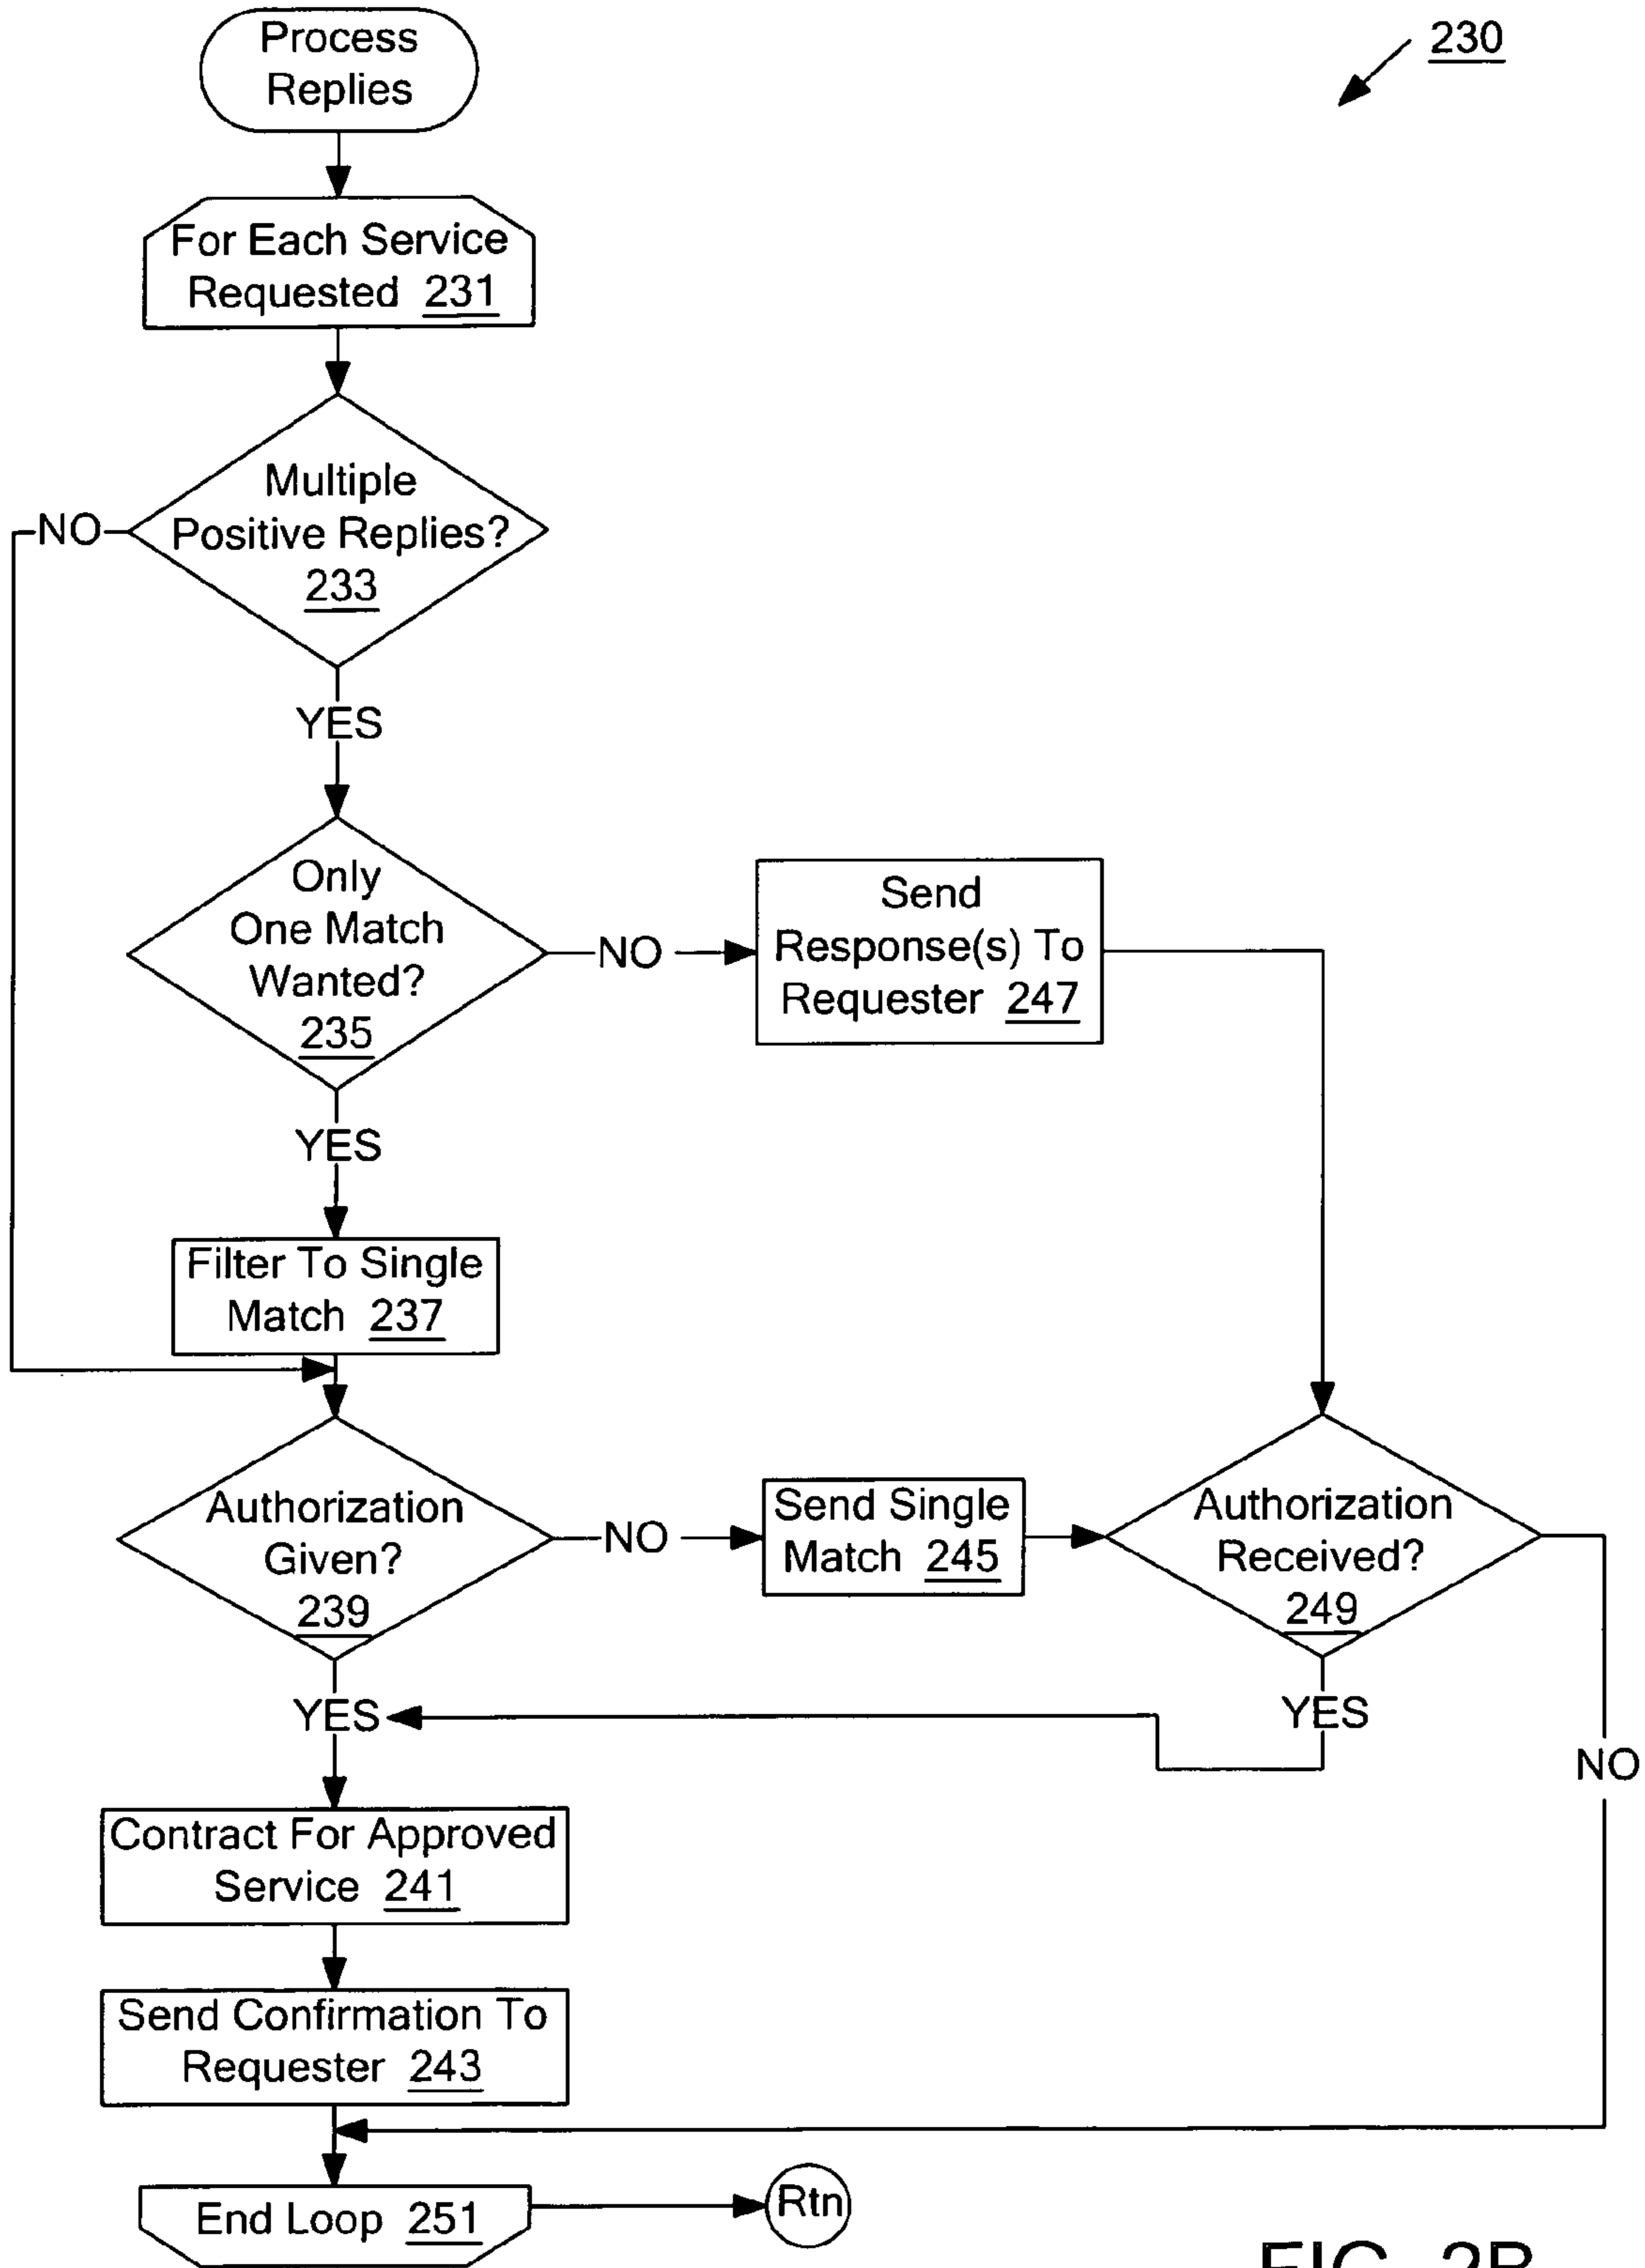 Process
Replies
230
For Each Service
Requested 231
Multiple
Positive Replies?
233
NO
YES
Only
One Match
Wanted?
235
NO
Send
Response(s) To
Requester 247
YES
Filter To Single
Match 237
Authorization
Given?
239
NO
Send Single
Match 245
Authorization
Received?
249
YES
YES
NO
Contract For Approved
Service 241
Send Confirmation To
Requester 243
End Loop 251
Rtn
FIG. 2B